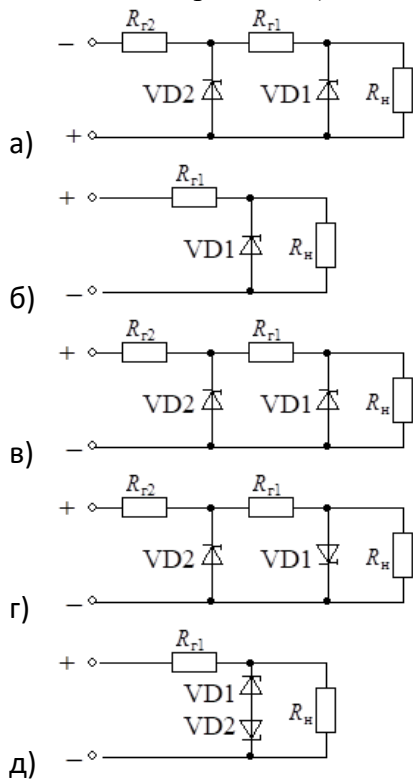 − R г2 R г1
VD2 VD1 R н
а) +
+ R г1
VD1 R н
б) −
+ R г2 R г1
VD2 VD1 R н
в) −
+ R г2 R г1
VD2 VD1 R н
г) −
+ R г1
VD1
VD2 R н
д) −